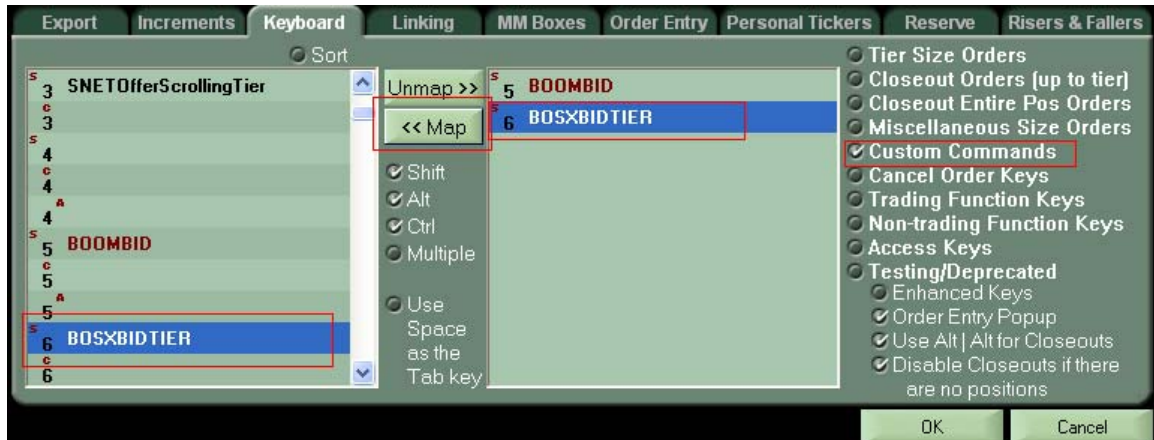 Export Increments Keyboard Linking MM Boxes Order Entry Personal Tickers Reserve Risers & Fallers
Sort
S 3 SNETOfferScrollingTier
C 3
S 4
C 4
A 4
S 5 BOOMBID
C 5
A 5
S 6 BOSXBIDTIER
C 6
Unmap >>
<< Map
Shift
Alt
Ctrl
Multiple
Use
Space
as the
Tab key
S 5 BOOMBID
S 6 BOSXBIDTIER
Tier Size Orders
Closeout Orders (up to tier)
Closeout Entire Pos Orders
Miscellaneous Size Orders
Custom Commands
Cancel Order Keys
Trading Function Keys
Non-trading Function Keys
Access Keys
Testing/Deprecated
Enhanced Keys
Order Entry Popup
Use Alt | Alt for Closeouts
Disable Closeouts if there
are no positions
OK Cancel